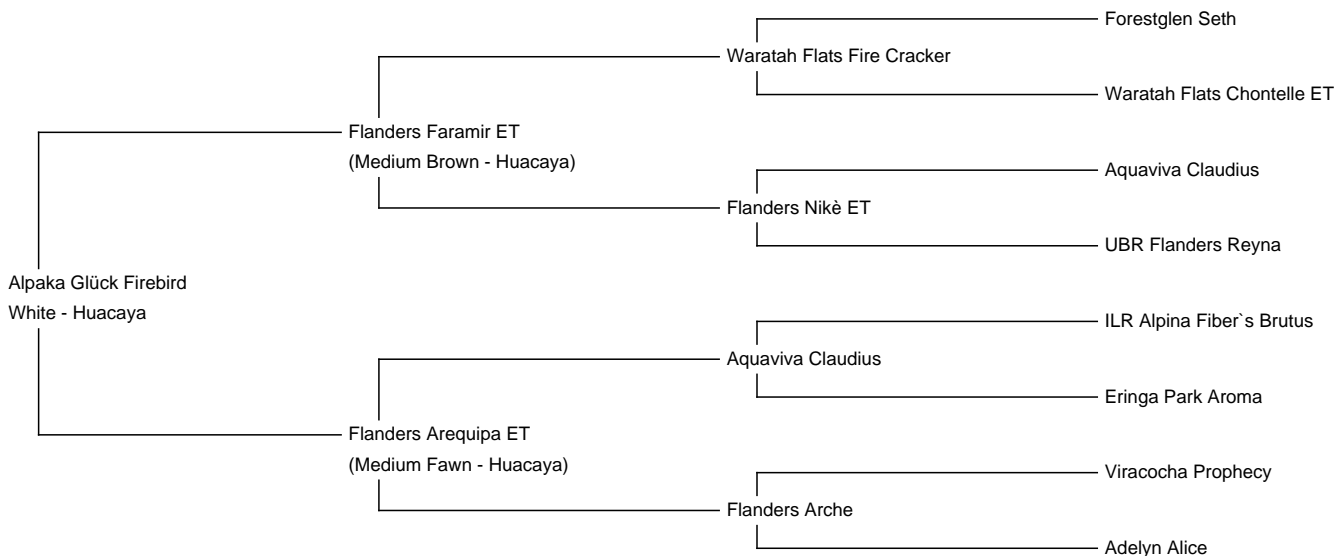 Forestglen Seth
Waratah Flats Fire Cracker
Waratah Flats Chontelle ET
Flanders Faramir ET
(Medium Brown - Huacaya)
Aquaviva Claudius
Flanders Nikè ET
UBR Flanders Reyna
Alpaka Glück Firebird
White - Huacaya
ILR Alpina Fiber`s Brutus
Aquaviva Claudius
Eringa Park Aroma
Flanders Arequipa ET
(Medium Fawn - Huacaya)
Viracocha Prophecy
Flanders Arche
Adelyn Alice